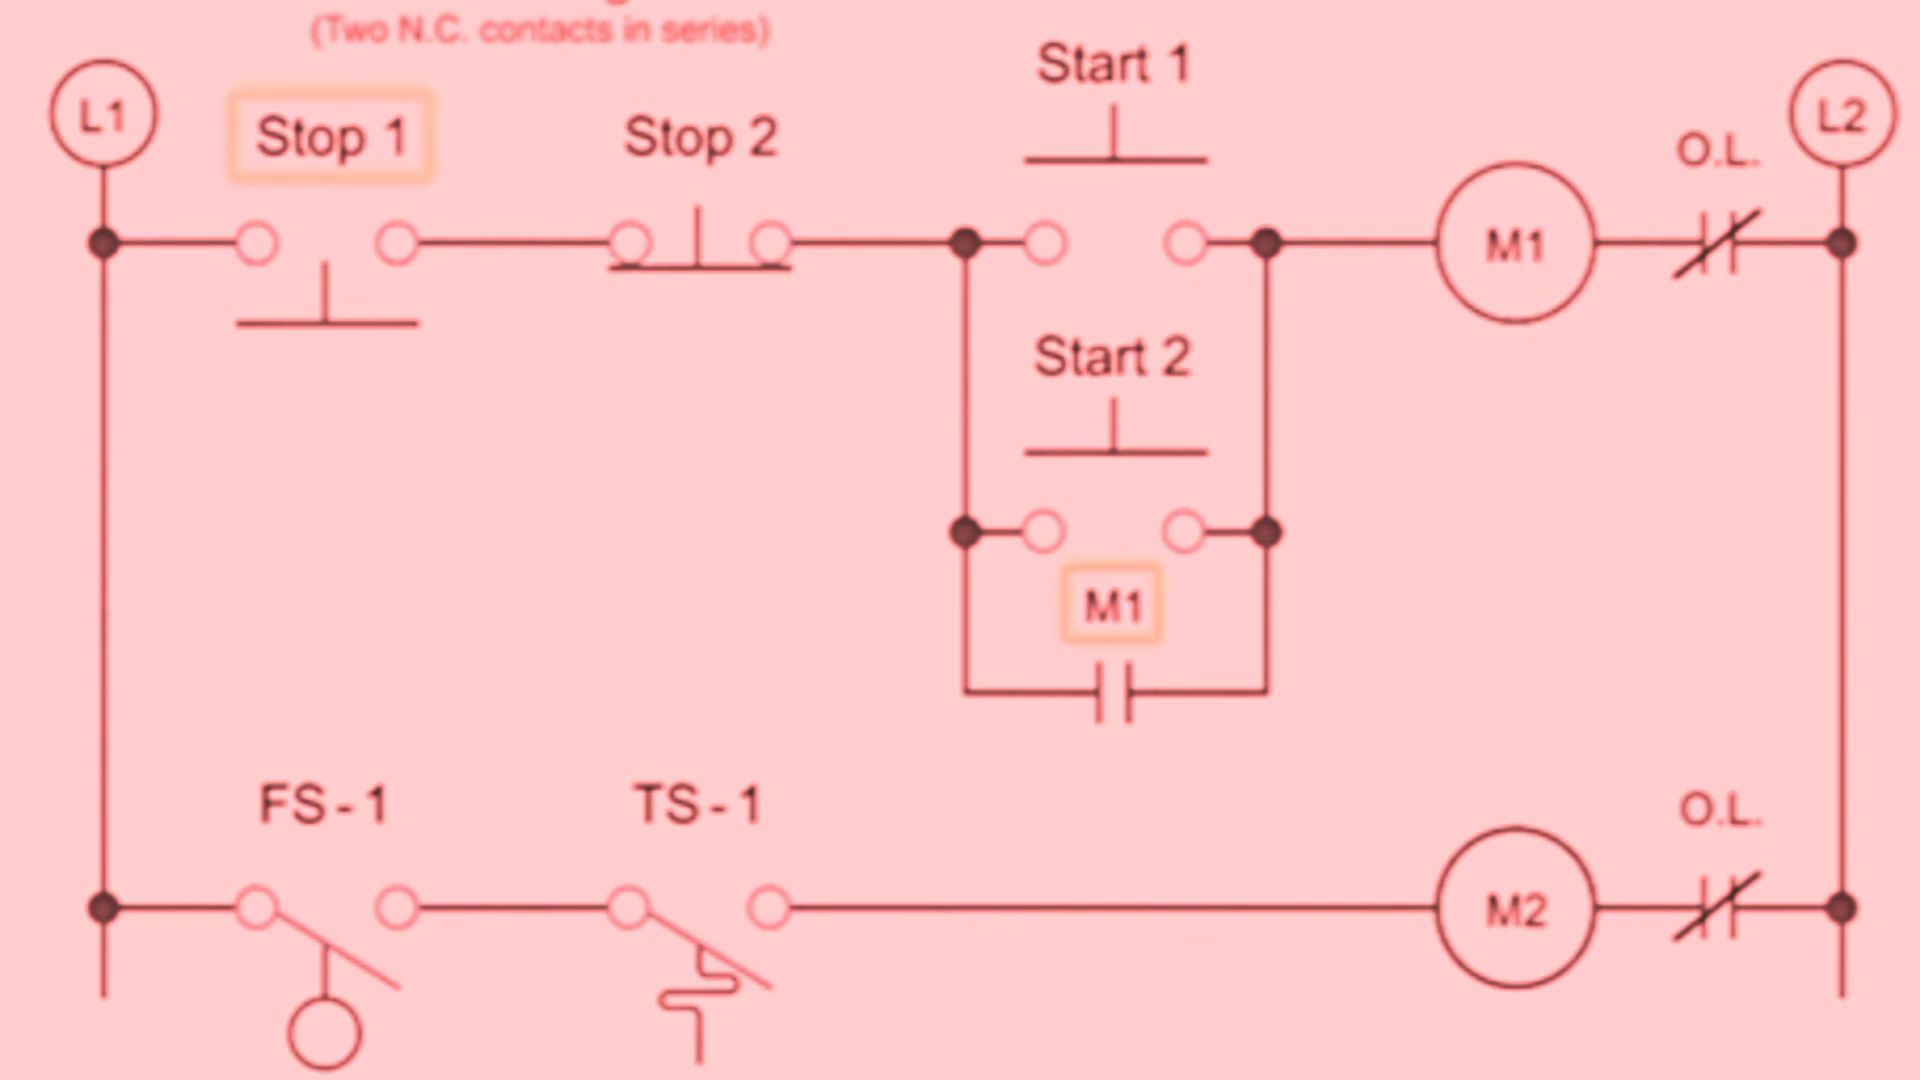 (Two N.C. contacts in series)
Start 1
L1
Stop 1
Stop 2
O.L.
L2
M1
Start 2
M1
FS - 1
TS - 1
O.L.
M2